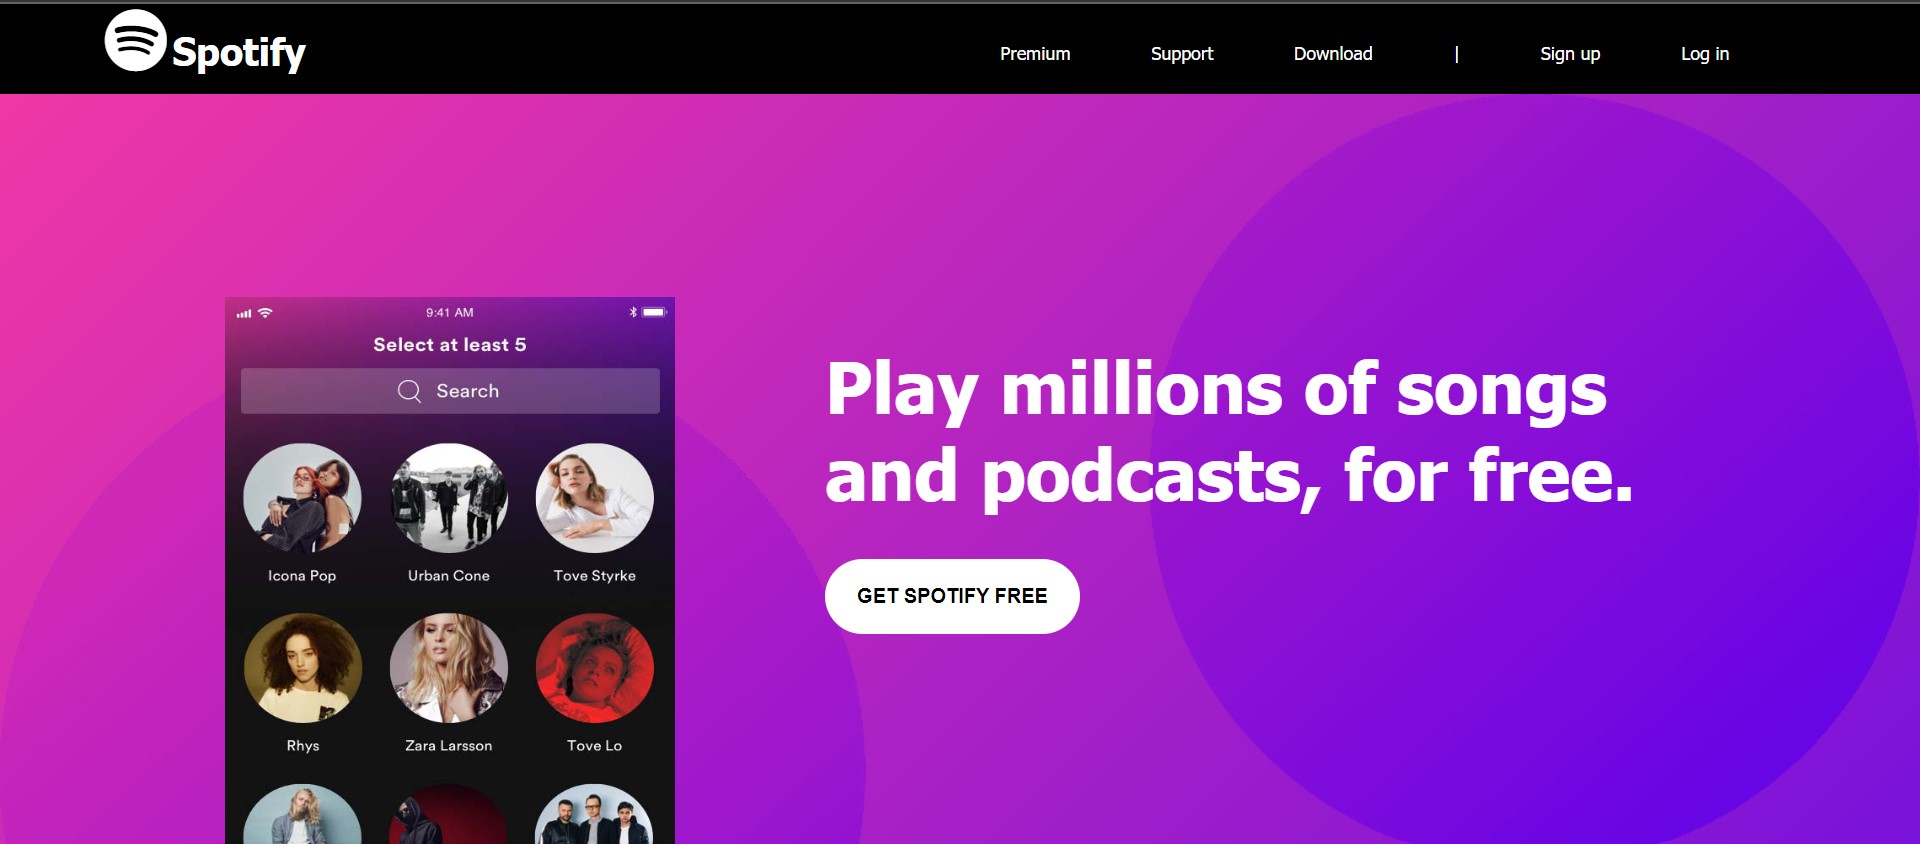 Spotify
Premium Support Download | Sign up Log in
9:41 AM
Select at least 5
Search
Icona Pop Urban Cone Tove Styrke
Rhys Zara Larsson Tove Lo
Play millions of songs
and podcasts, for free.
GET SPOTIFY FREE